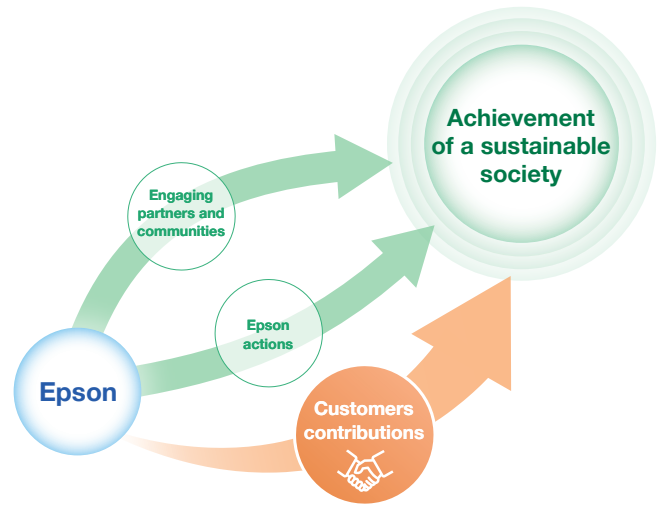 Achievement
of a sustainable
society
Engaging
partners and
communities
Epson
actions
Epson
Customers
contributions